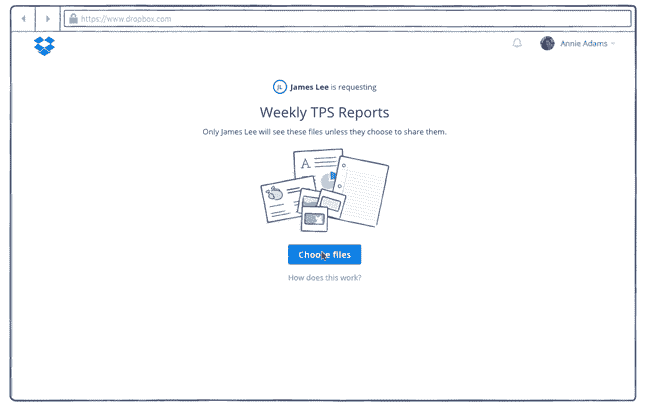 https://www.dropbox.com
Annie Adams
JL James Lee is requesting
Weekly TPS Reports
Only James Lee will see these files unless they choose to share them.
A
Choose files
How does this work?